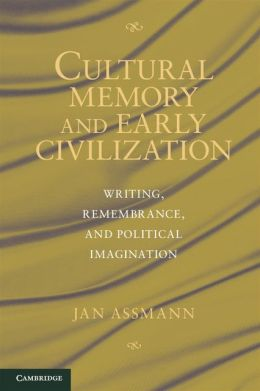 CULTURAL
MEMORY
AND EARLY
CIVILIZATION
WRITING,
REMEMBRANCE,
AND POLITICAL
IMAGINATION
JAN ASSMANN
CAMBRIDGE